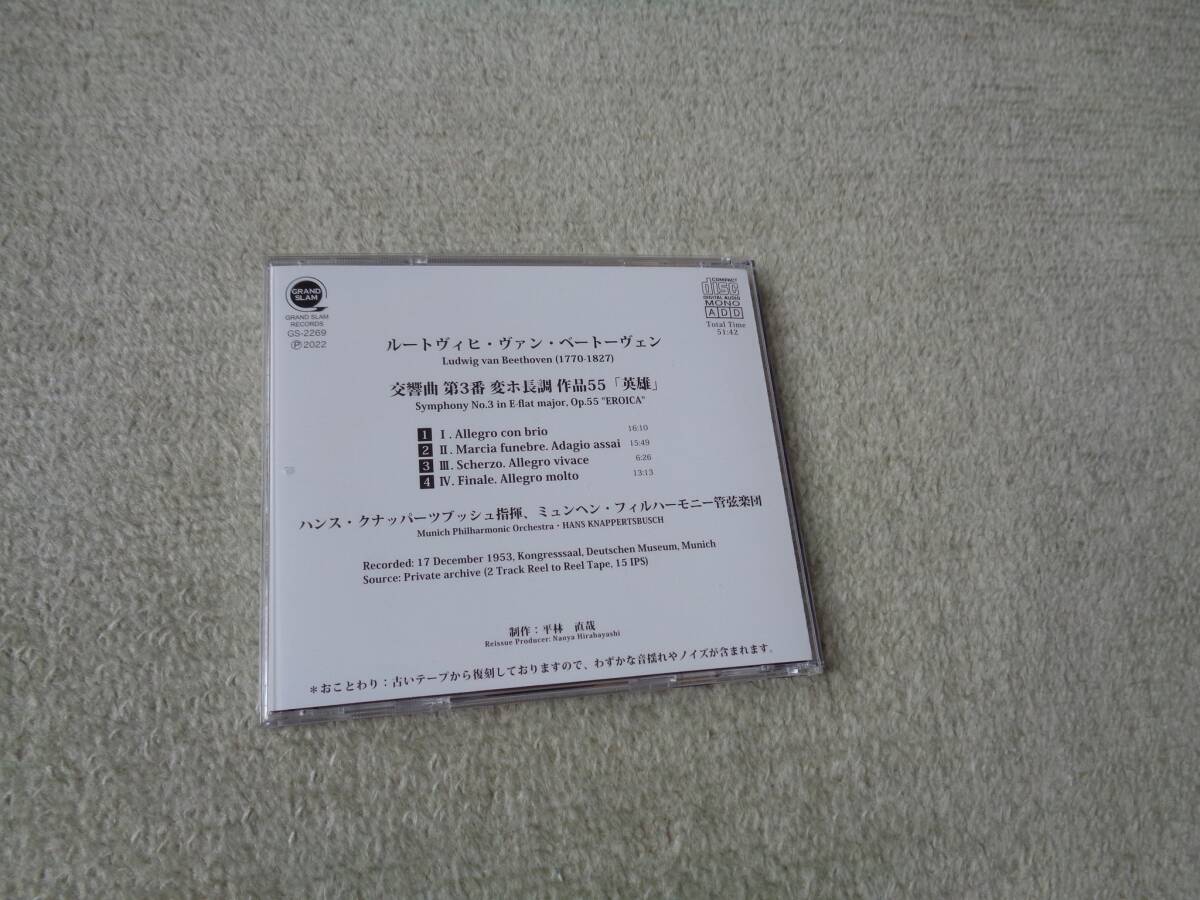 GRAND
SLAM
GRAND SLAM
RECORDS
GS-2269
Ⓟ2022
COMPACT
disc
DIGITAL AUDIO
MONO
ADD
Total Time
51:42
ルートヴィヒ・ヴァン・ベートーヴェン
Ludwig van Beethoven (1770-1827)
交響曲 第3番 変ホ長調 作品55「英雄」
Symphony No.3 in E-flat major, Op.55 "EROICA"
1 Ⅰ. Allegro con brio 16:10
2 Ⅱ. Marcia funebre. Adagio assai 15:49
3 Ⅲ. Scherzo. Allegro vivace 6:26
4 Ⅳ. Finale. Allegro molto 13:13
ハンス・クナッパーツブッシュ指揮、ミュンヘン・フィルハーモニー管弦楽団
Munich Philharmonic Orchestra・HANS KNAPPERTSBUSCH
Recorded: 17 December 1953, Kongresssaal, Deutschen Museum, Munich
Source: Private archive (2 Track Reel to Reel Tape, 15 IPS)
制作：平林 直哉
Reissue Producer: Naoya Hirabayashi
＊おことわり：古いテープから復刻しておりますので、わずかな音揺れやノイズが含まれます。